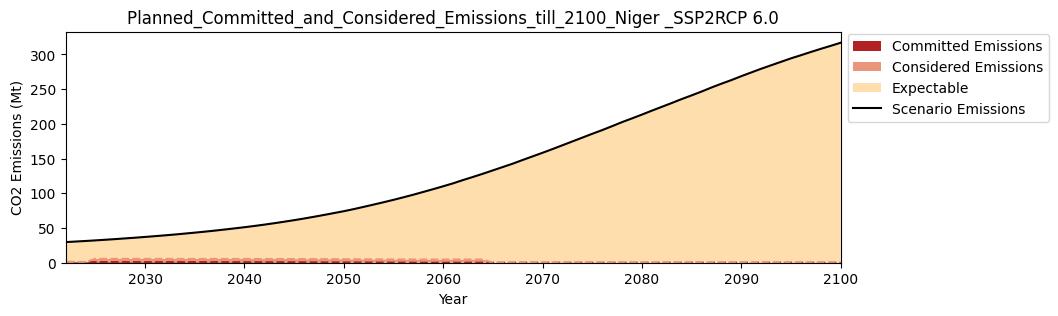 Planned_Committed_and_Considered_Emissions_till_2100_Niger _SSP2RCP 6.0
CO2 Emissions (Mt)
300
250
200
150
100
50
0
2030 2040 2050 2060 2070 2080 2090 2100
Year
Committed Emissions
Considered Emissions
Expectable
Scenario Emissions